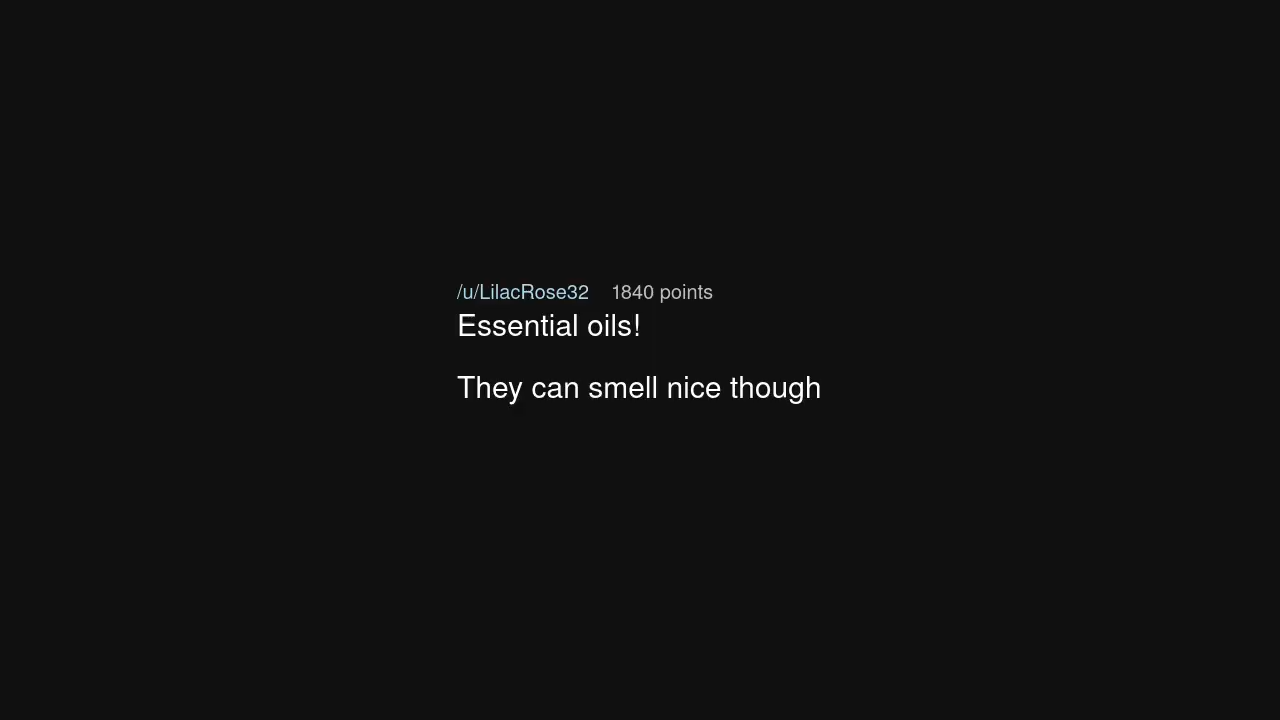 /u/LilacRose32 1840 points
Essential oils!
They can smell nice though